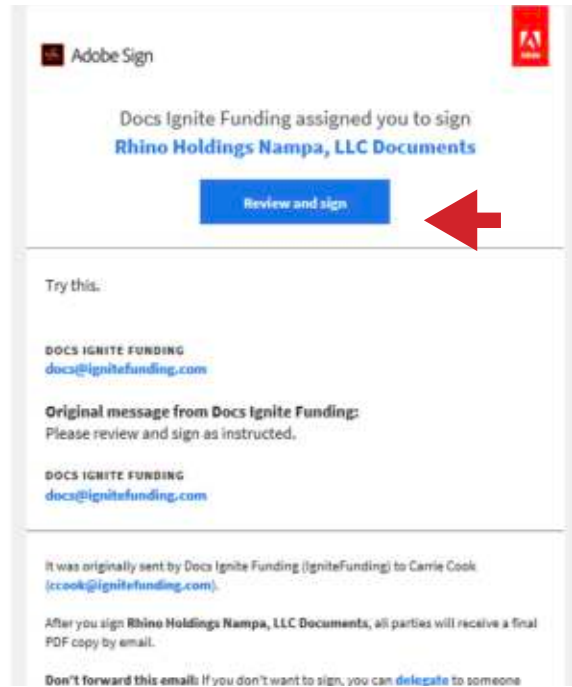 Adobe Sign
Docs Ignite Funding assigned you to sign
Rhino Holdings Nampa, LLC Documents
Review and sign
Try this.
DOCS IGNITE FUNDING
docs@ignitefunding.com
Original message from Docs Ignite Funding:
Please review and sign as instructed.
DOCS IGNITE FUNDING
docs@ignitefunding.com
It was originally sent by Docs Ignite Funding (IgniteFunding) to Carrie Cook
(ccook@ignitefunding.com).
After you sign Rhino Holdings Nampa, LLC Documents, all parties will receive a final
PDF copy by email.
Don't forward this email: If you don't want to sign, you can delegate to someone